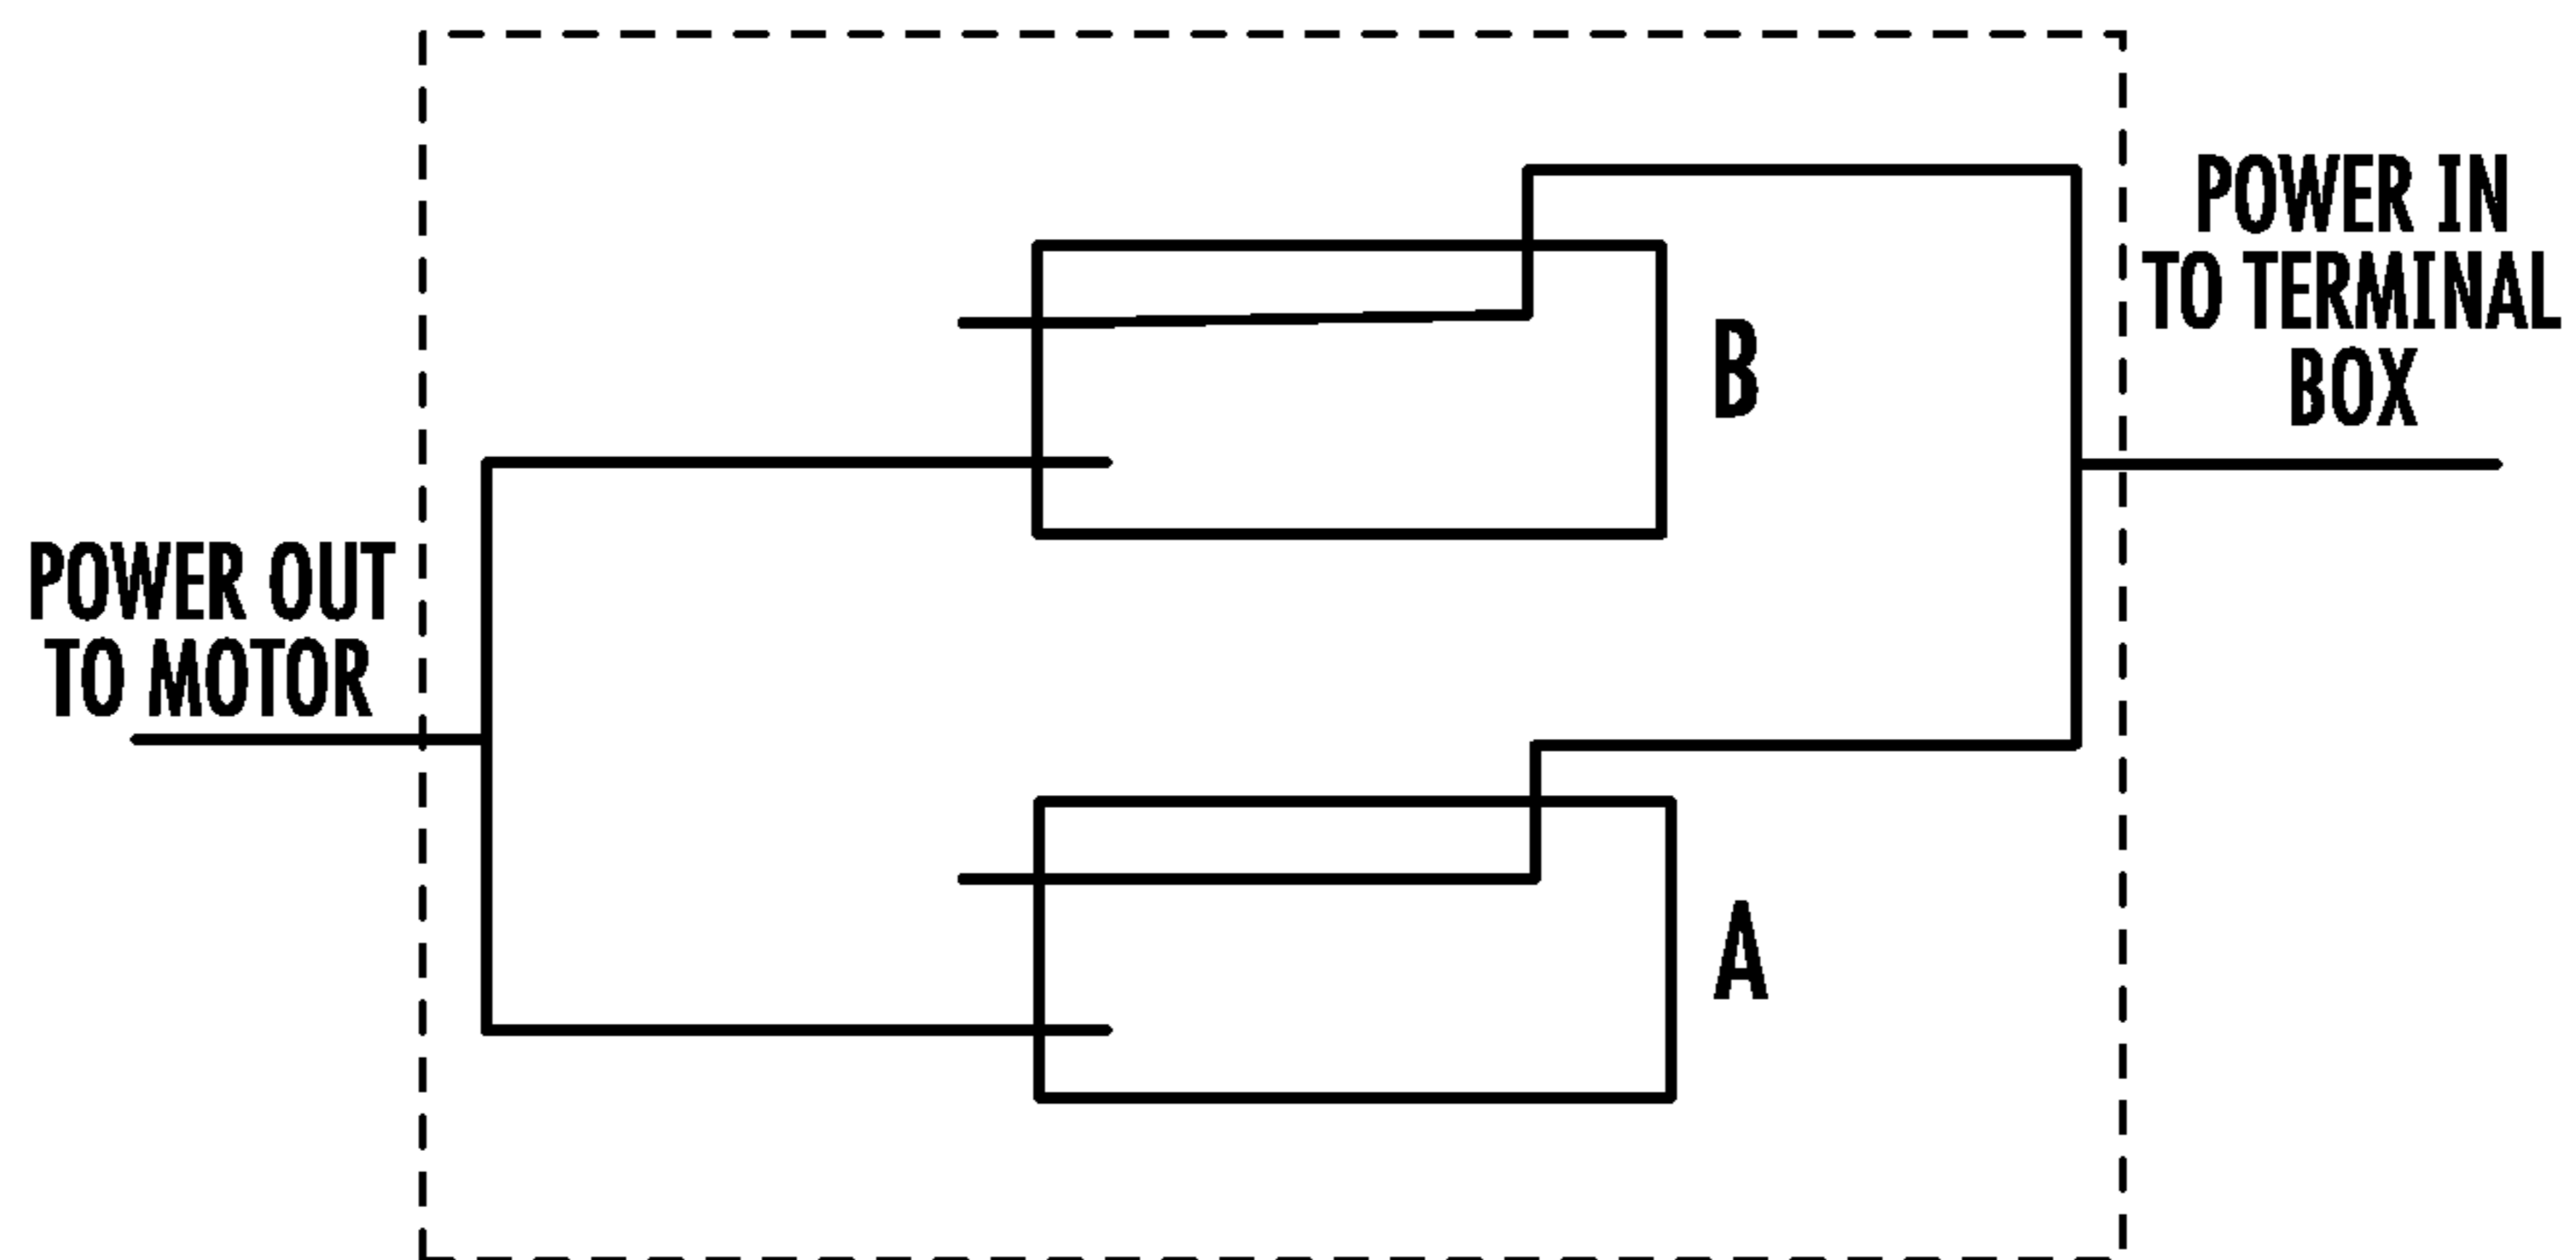 POWER IN
TO TERMINAL
BOX
B
POWER OUT
TO MOTOR
A